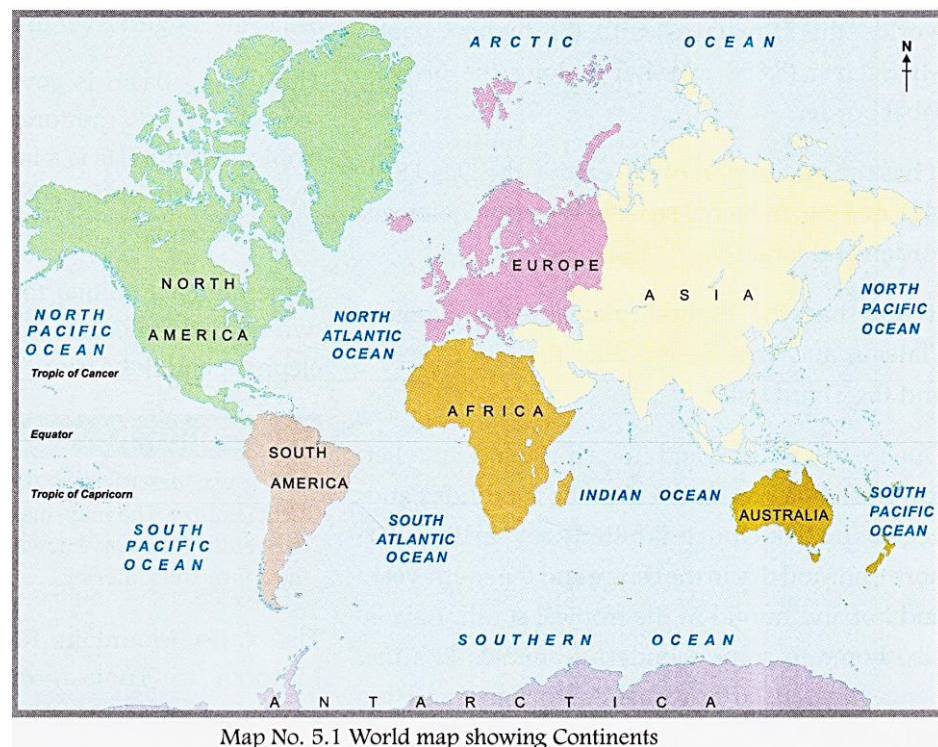 ARCTIC OCEAN
N
NORTH
AMERICA
EUROPE
ASIA
NORTH
PACIFIC
OCEAN
NORTH
ATLANTIC
OCEAN
NORTH
PACIFIC
OCEAN
Tropic of Cancer
AFRICA
Equator
SOUTH
AMERICA
Tropic of Capricorn
INDIAN OCEAN
AUSTRALIA
SOUTH
PACIFIC
OCEAN
SOUTH
ATLANTIC
OCEAN
SOUTH
PACIFIC
OCEAN
SOUTHERN OCEAN
ANTARCTICA
Map No. 5.1 World map showing Continents